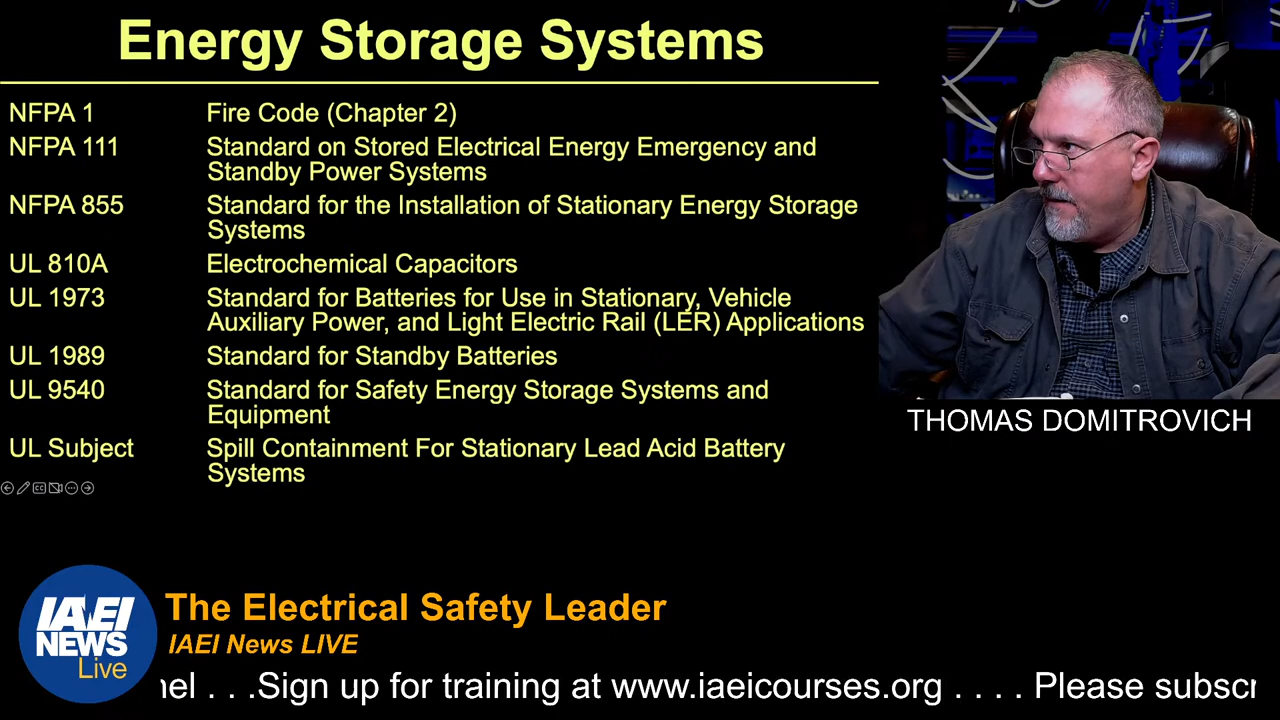 Energy Storage Systems
NFPA 1 Fire Code (Chapter 2)
NFPA 111 Standard on Stored Electrical Energy Emergency and
Standby Power Systems
NFPA 855 Standard for the Installation of Stationary Energy Storage
Systems
UL 810A Electrochemical Capacitors
UL 1973 Standard for Batteries for Use in Stationary, Vehicle
Auxiliary Power, and Light Electric Rail (LER) Applications
UL 1989 Standard for Standby Batteries
UL 9540 Standard for Safety Energy Storage Systems and
Equipment
UL Subject Spill Containment For Stationary Lead Acid Battery
Systems
THOMAS DOMITROVICH
IAEI
NEWS
Live
The Electrical Safety Leader
IAEI News LIVE
nel . . .Sign up for training at www.iaeicourses.org . . . . Please subscr